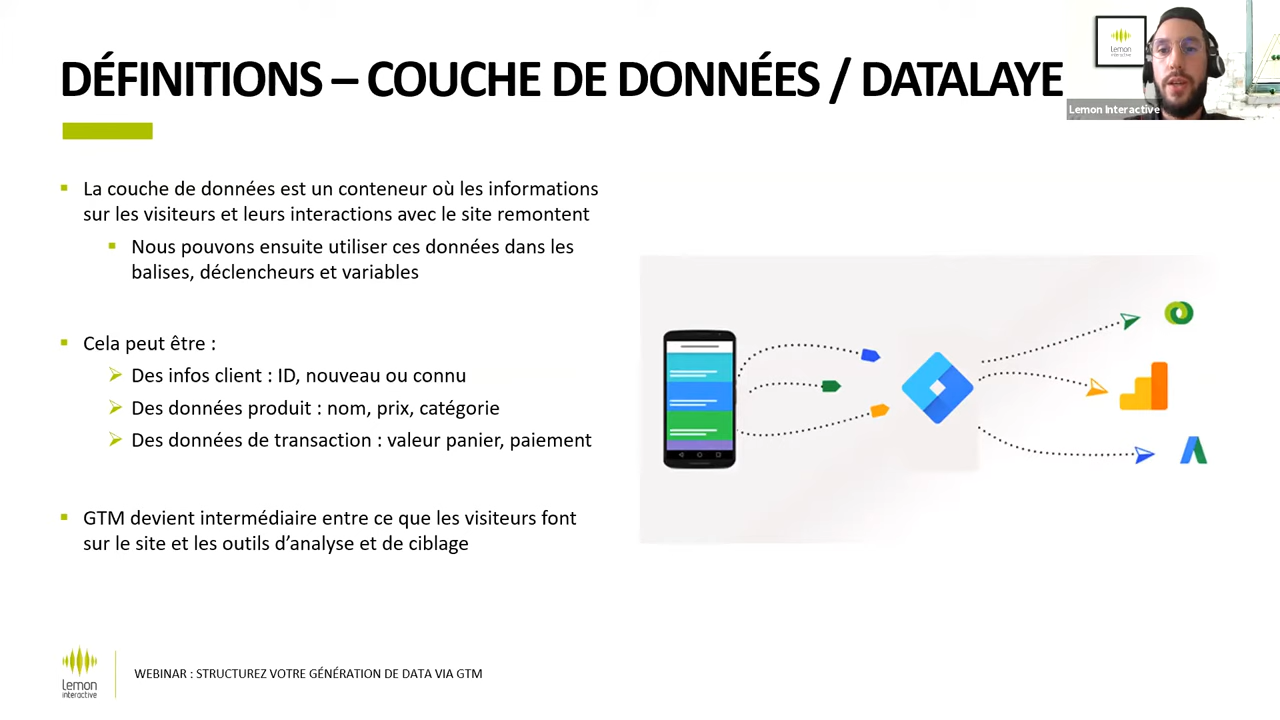 DÉFINITIONS – COUCHE DE DONNÉES / DATALAYE
Lemon
interactive
Lemon Interactive
La couche de données est un conteneur où les informations
sur les visiteurs et leurs interactions avec le site remontent
Nous pouvons ensuite utiliser ces données dans les
balises, déclencheurs et variables
Cela peut être :
Des infos client : ID, nouveau ou connu
Des données produit : nom, prix, catégorie
Des données de transaction : valeur panier, paiement
GTM devient intermédiaire entre ce que les visiteurs font
sur le site et les outils d’analyse et de ciblage
Lemon
interactive
WEBINAR : STRUCTUREZ VOTRE GÉNÉRATION DE DATA VIA GTM